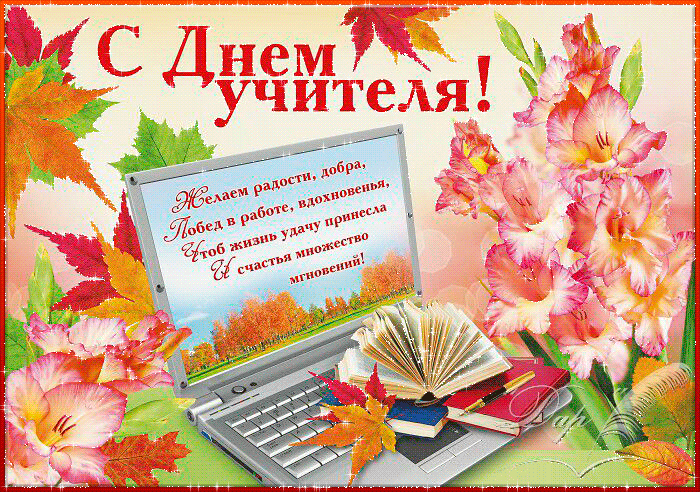 С Днем
учителя!
Желаем радости, добра,
Побед в работе, вдохновенья,
Чтоб жизнь удачу принесла
И счастья множество
мгновений!